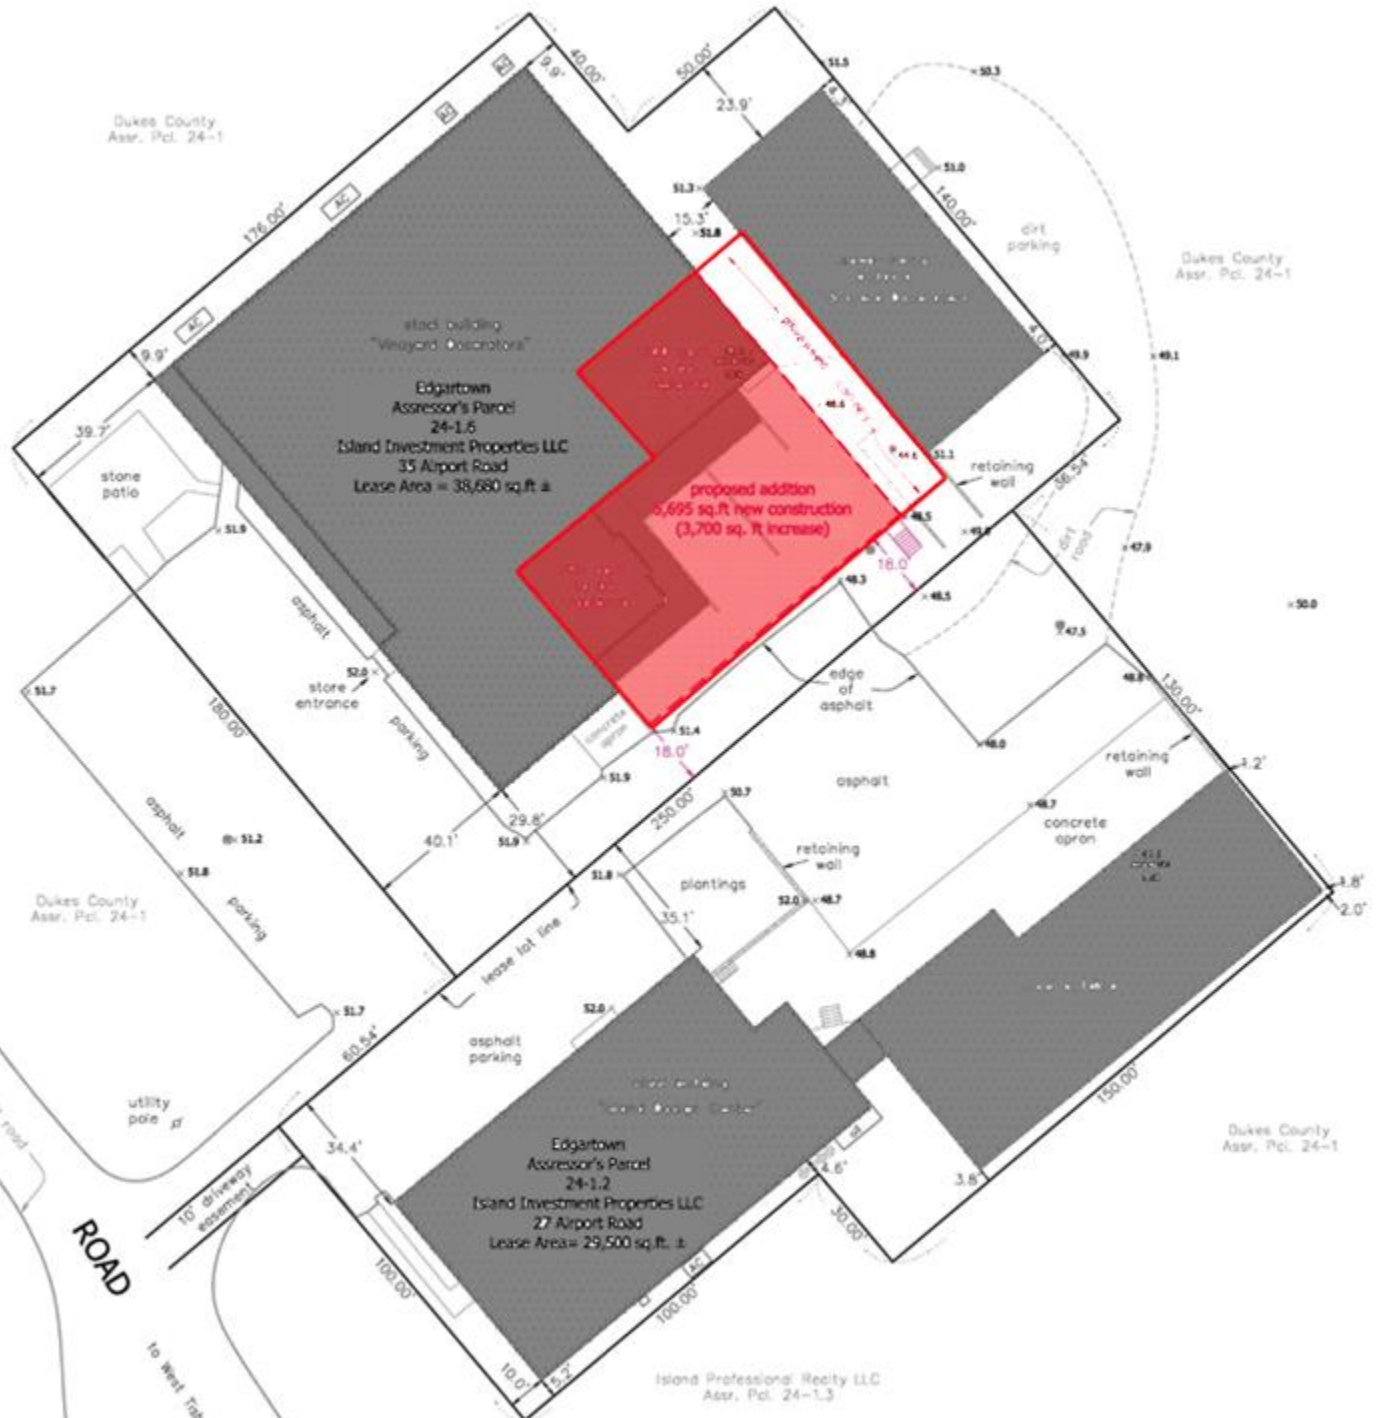 40.00'
50.00'
9.9'
AC
AC
AC
AC
176.00'
Dukes County
Assr. Pcl. 24-1
23.9'
4.3'
51.5
50.3
51.0
140.00'
dirt
parking
Dukes County
Assr. Pcl. 24-1
51.3
15.3'
51.8
9.9'
39.7'
stone
patio
51.9
"Vineyard Decorators"
Edgartown
Assressor's Parcel
24-1.6
Island Investment Properties LLC
35 Airport Road
Lease Area = 38,680 sq.ft ±
4.0'
49.9
49.1
48.6
44.6
51.1
retaining
wall
56.54'
proposed addition
5,695 sq.ft new construction
(3,700 sq. ft increase)
48.5
49.0
dirt
road
47.9
50.0
18.0'
48.3
48.5
47.5
48.8
130.00'
asphalt
parking
52.0
store
entrance
51.7
180.00'
edge
of
asphalt
concrete
apron
51.4
18.0'
51.9
48.0
retaining
wall
1.2'
asphalt
48.7
concrete
apron
250.00'
50.7
29.8'
51.9
40.1'
asphalt
parking
51.2
51.8
51.8
retaining
wall
plantings
52.0
48.7
35.1'
48.8
1.8'
2.0'
Dukes County
Assr. Pcl. 24-1
lease lot line
51.7
60.54'
52.0
asphalt
parking
utility
pole
road
34.4'
10' driveway
easement
ROAD
to West
Edgartown
Assressor's Parcel
24-1.2
Island Investment Properties LLC
27 Airport Road
Lease Area= 29,500 sq.ft. ±
4.6'
3.8'
30.00'
150.00'
Dukes County
Assr. Pcl. 24-1
100.00'
AC
100.00'
10.0'
5.2'
Island Professional Realty LLC
Assr. Pcl. 24-1.3